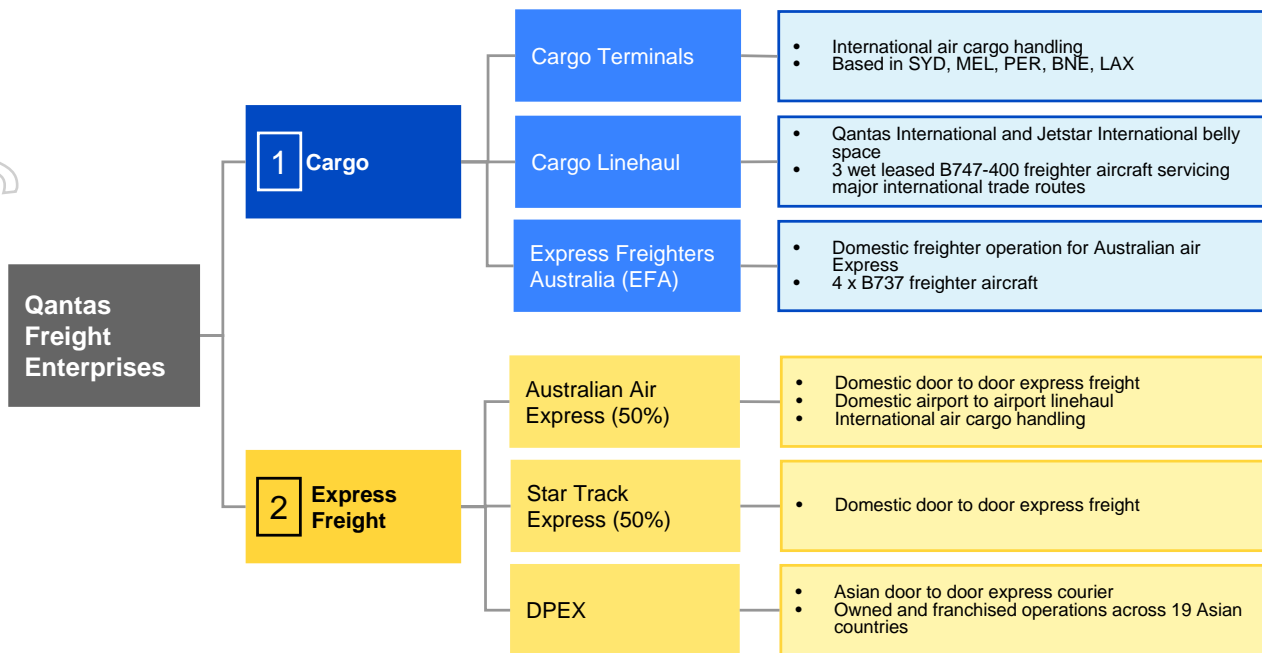 Qantas
Freight
Enterprises
1 Cargo
Cargo Terminals
• International air cargo handling
• Based in SYD, MEL, PER, BNE, LAX
Cargo Linehaul
• Qantas International and Jetstar International belly
space
• 3 wet leased B747-400 freighter aircraft servicing
major international trade routes
Express Freighters
Australia (EFA)
• Domestic freighter operation for Australian air
Express
• 4 x B737 freighter aircraft
2 Express
Freight
Australian Air
Express (50%)
• Domestic door to door express freight
• Domestic airport to airport linehaul
• International air cargo handling
Star Track
Express (50%)
• Domestic door to door express freight
DPEX
• Asian door to door express courier
• Owned and franchised operations across 19 Asian
countries